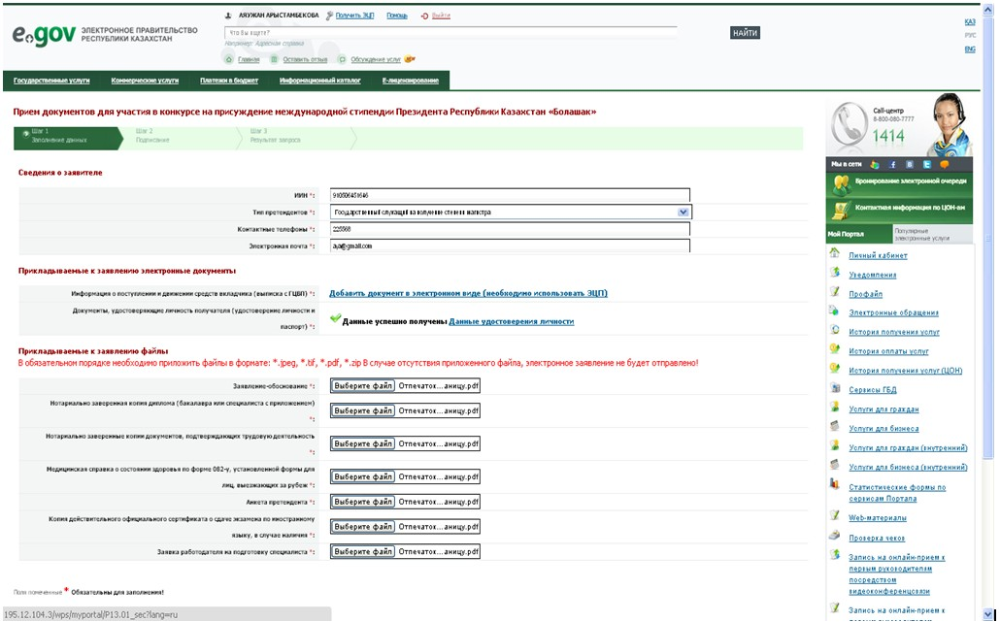 АЯУЖАН АРЫСТАМБЕКОВА Получить ЭЦП Помощь Выйти
e.gov ЭЛЕКТРОННОЕ ПРАВИТЕЛЬСТВО
РЕСПУБЛИКИ КАЗАХСТАН
Что Вы ищете?
НАЙТИ
Например: Адресная справка
Главная Оставить отзыв Обсуждение услуг
ҚАЗ
РУС
ENG
Государственные услуги Коммерческие услуги Платежи в бюджет Информационный каталог Е-лицензирование
Прием документов для участия в конкурсе на присуждение международной стипендии Президента Республики Казахстан «Болашак»
Шаг 1
Заполнение данных
Шаг 2
Подписание
Шаг 3
Результат запроса
Сведения о заявителе
ИИН *:
Тип претендентов *: Государственный служащий на получение степени магистра
Контактные телефоны *: 225568
Электронная почта *: aya@gmail.com
Прикладываемые к заявлению электронные документы
Информация о поступлении и движении средств вкладчика (выписка с ГЦВП) *: Добавить документ в электронном виде (необходимо использовать ЭЦП)
Документы, удостоверяющие личность получателя (удостоверение личности и
паспорт) *:
Данные успешно получены Данные удостоверения личности
Прикладываемые к заявлению файлы
В обязательном порядке необходимо приложить файлы в формате: *.jpeg, *.tif, *.pdf, *.zip В случае отсутствия приложенного файла, электронное заявление не будет отправлено!
Заявление-обоснование *: Выберите файл Отпечаток...аницу.pdf
Нотариально заверенная копия диплома (бакалавра или специалиста с приложением)
*:
Выберите файл Отпечаток...аницу.pdf
Нотариально заверенные копии документов, подтверждающих трудовую деятельность
*:
Выберите файл Отпечаток...аницу.pdf
Медицинская справка о состоянии здоровья по форме 082-у, установленной формы для
лиц, выезжающих за рубеж *:
Выберите файл Отпечаток...аницу.pdf
Анкета претендента *: Выберите файл Отпечаток...аницу.pdf
Копия действительного официального сертификата о сдаче экзамена по иностранному
языку, в случае наличия *:
Выберите файл Отпечаток...аницу.pdf
Заявка работодателя на подготовку специалиста *: Выберите файл Отпечаток...аницу.pdf
Поля помеченные * Обязательны для заполнения!
195.12.104.3/wps/myportal/P13.01_sec?lang=ru
Call-центр
8-800-080-7777
1414
Мы в сети
Бронирование электронной очереди
Контактная информация по ЦОН-ам
Мой Портал
Популярные
электронные услуги
Личный кабинет
Уведомления
Профайл
Электронные обращения
История получения услуг
История оплаты услуг
История получения услуг (ЦОН)
Сервисы ГБД
Услуги для граждан
Услуги для бизнеса
Услуги для граждан (внутренний)
Услуги для бизнеса (внутренний)
Статистические формы по
сервисам Портала
Web-материалы
Проверка чеков
Запись на онлайн-прием к
первым руководителям
посредством
видеоконференцсвязи
Запись на онлайн-прием к